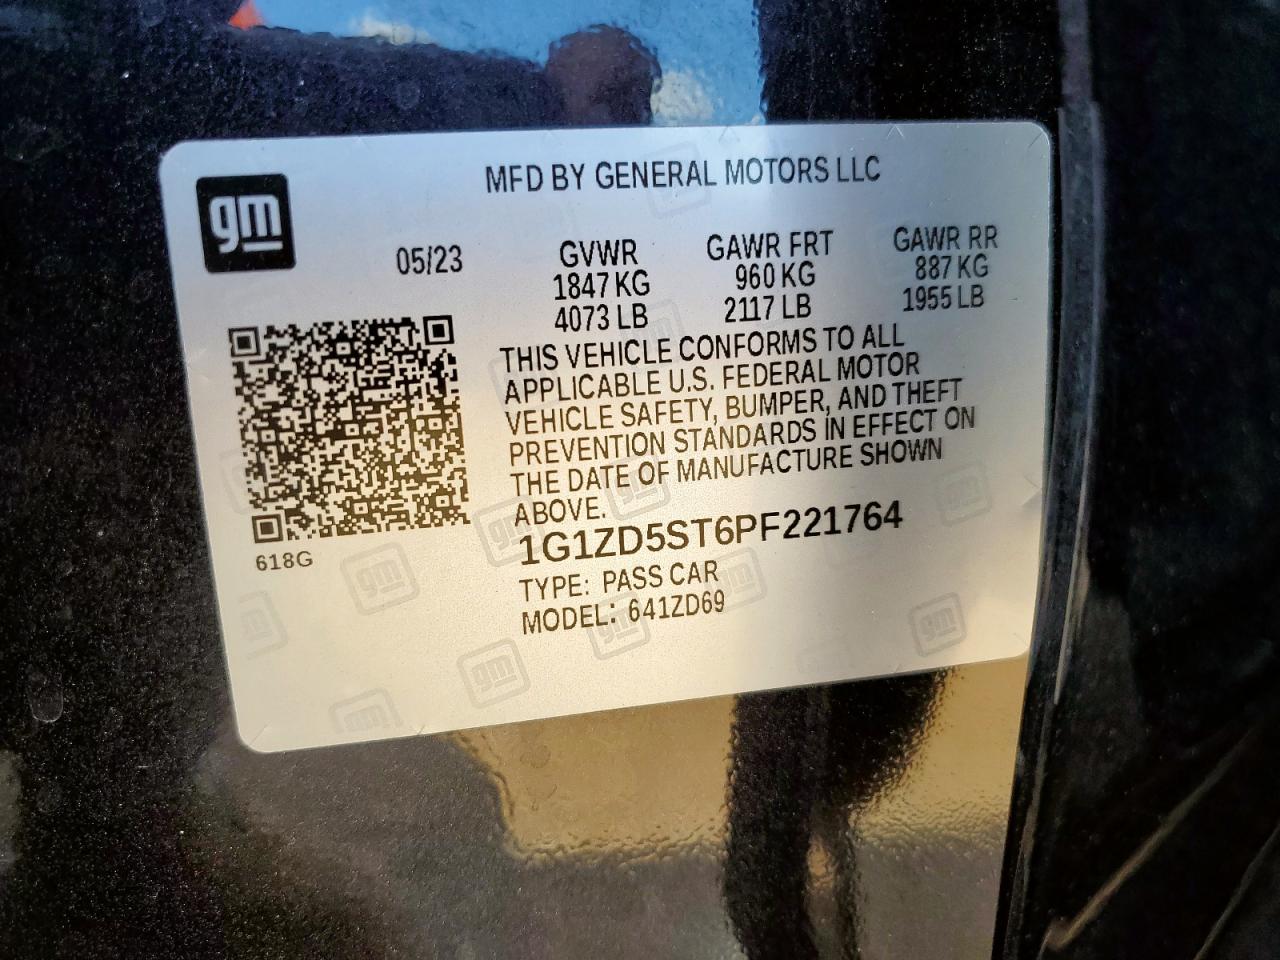 MFD BY GENERAL MOTORS LLC
gm
05/23
GVWR GAWR FRT GAWR RR
1847 KG 960 KG 887 KG
4073 LB 2117 LB 1955 LB
THIS VEHICLE CONFORMS TO ALL
APPLICABLE U.S. FEDERAL MOTOR
VEHICLE SAFETY, BUMPER, AND THEFT
PREVENTION STANDARDS IN EFFECT ON
THE DATE OF MANUFACTURE SHOWN
ABOVE.
1G1ZD5ST6PF221764
618G
TYPE: PASS CAR
MODEL: 641ZD69